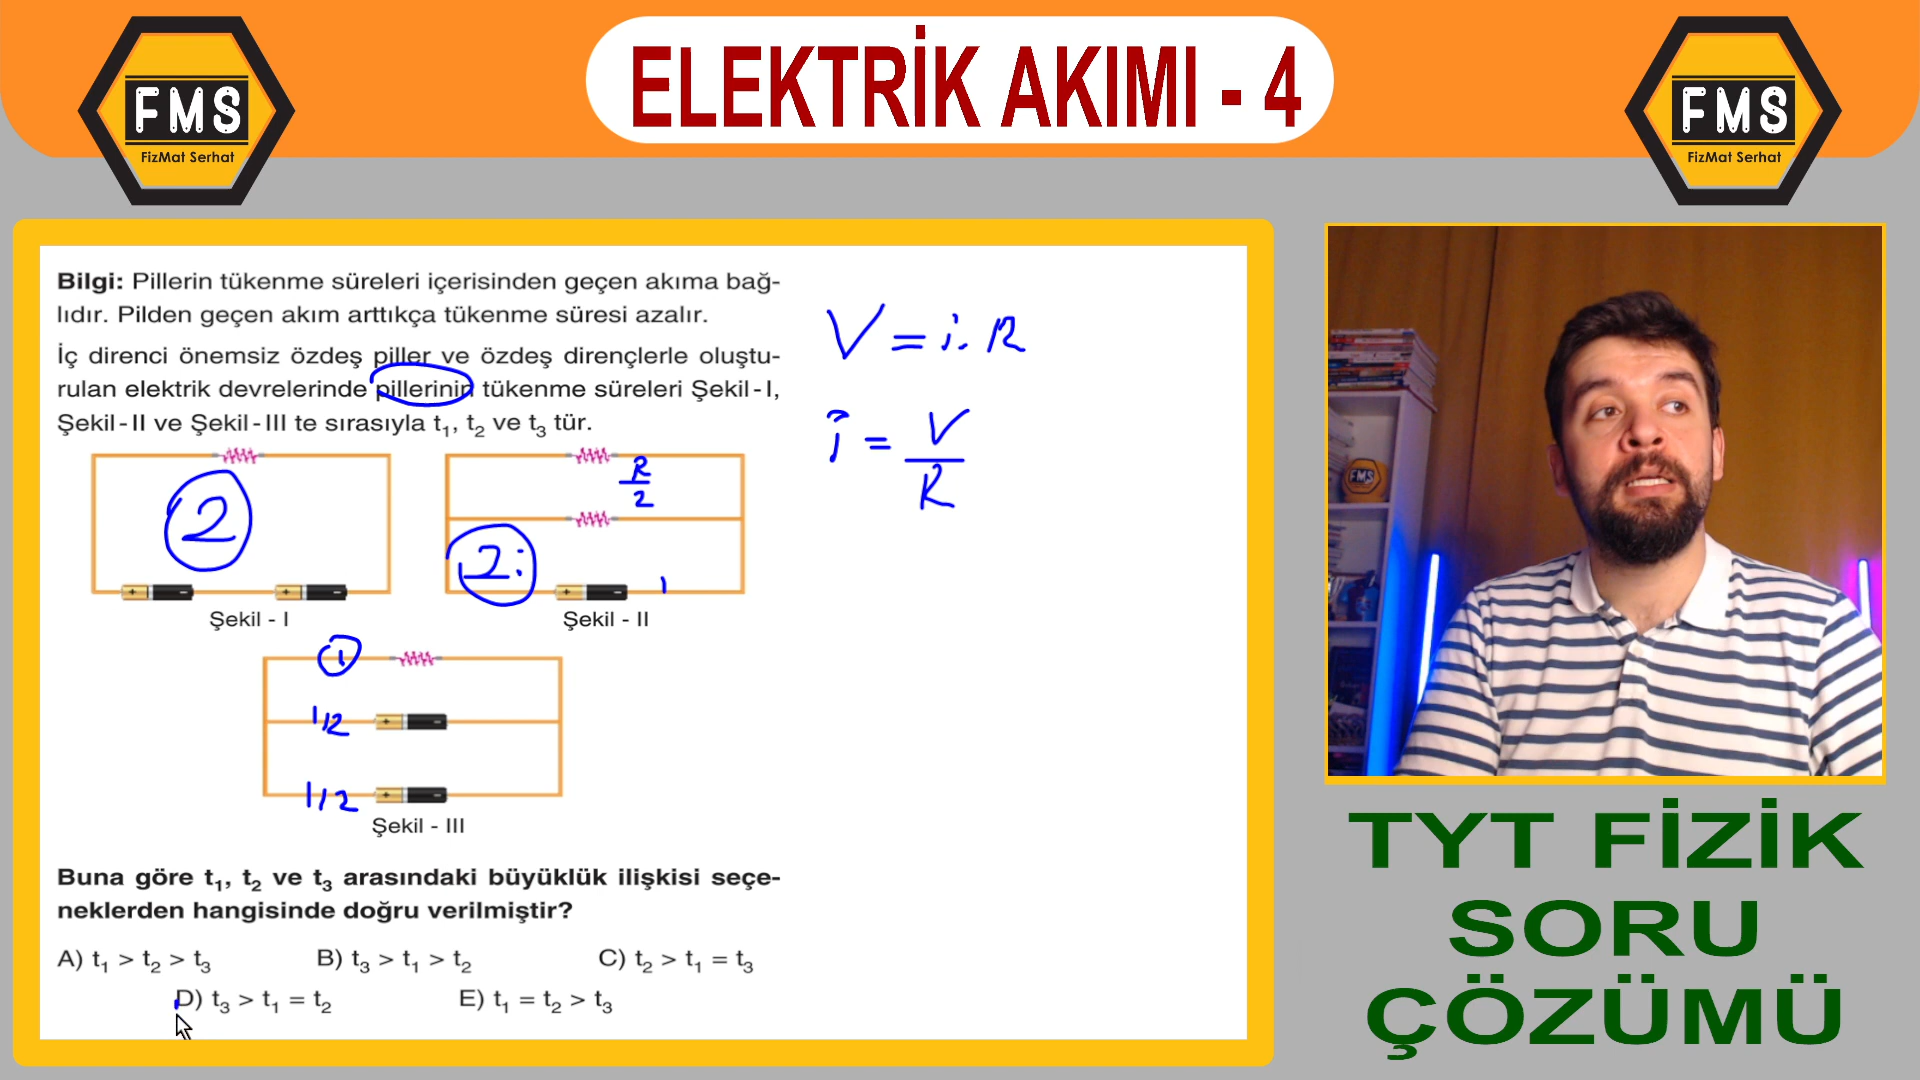 ELEKTRİK AKIMI - 4
FMS
FizMat Serhat
FMS
FizMat Serhat
Bilgi: Pillerin tükenme süreleri içerisinden geçen akıma bağ-
lıdır. Pilden geçen akım arttıkça tükenme süresi azalır.
İç direnci önemsiz özdeş piller ve özdeş dirençlerle oluştu-
rulan elektrik devrelerinde pillerinin tükenme süreleri Şekil-I,
Şekil-II ve Şekil-III te sırasıyla t₁, t₂ ve t₃ tür.
V = i . R
i = V/R
2
R/2
2i
1
Şekil - I
Şekil - II
1
1/2
1/2
Şekil - III
Buna göre t₁, t₂ ve t₃ arasındaki büyüklük ilişkisi seçe-
neklerden hangisinde doğru verilmiştir?
A) t₁ > t₂ > t₃ B) t₃ > t₁ > t₂ C) t₂ > t₁ = t₃
D) t₃ > t₁ = t₂ E) t₁ = t₂ > t₃
FMS
TYT FİZİK
SORU
ÇÖZÜMÜ